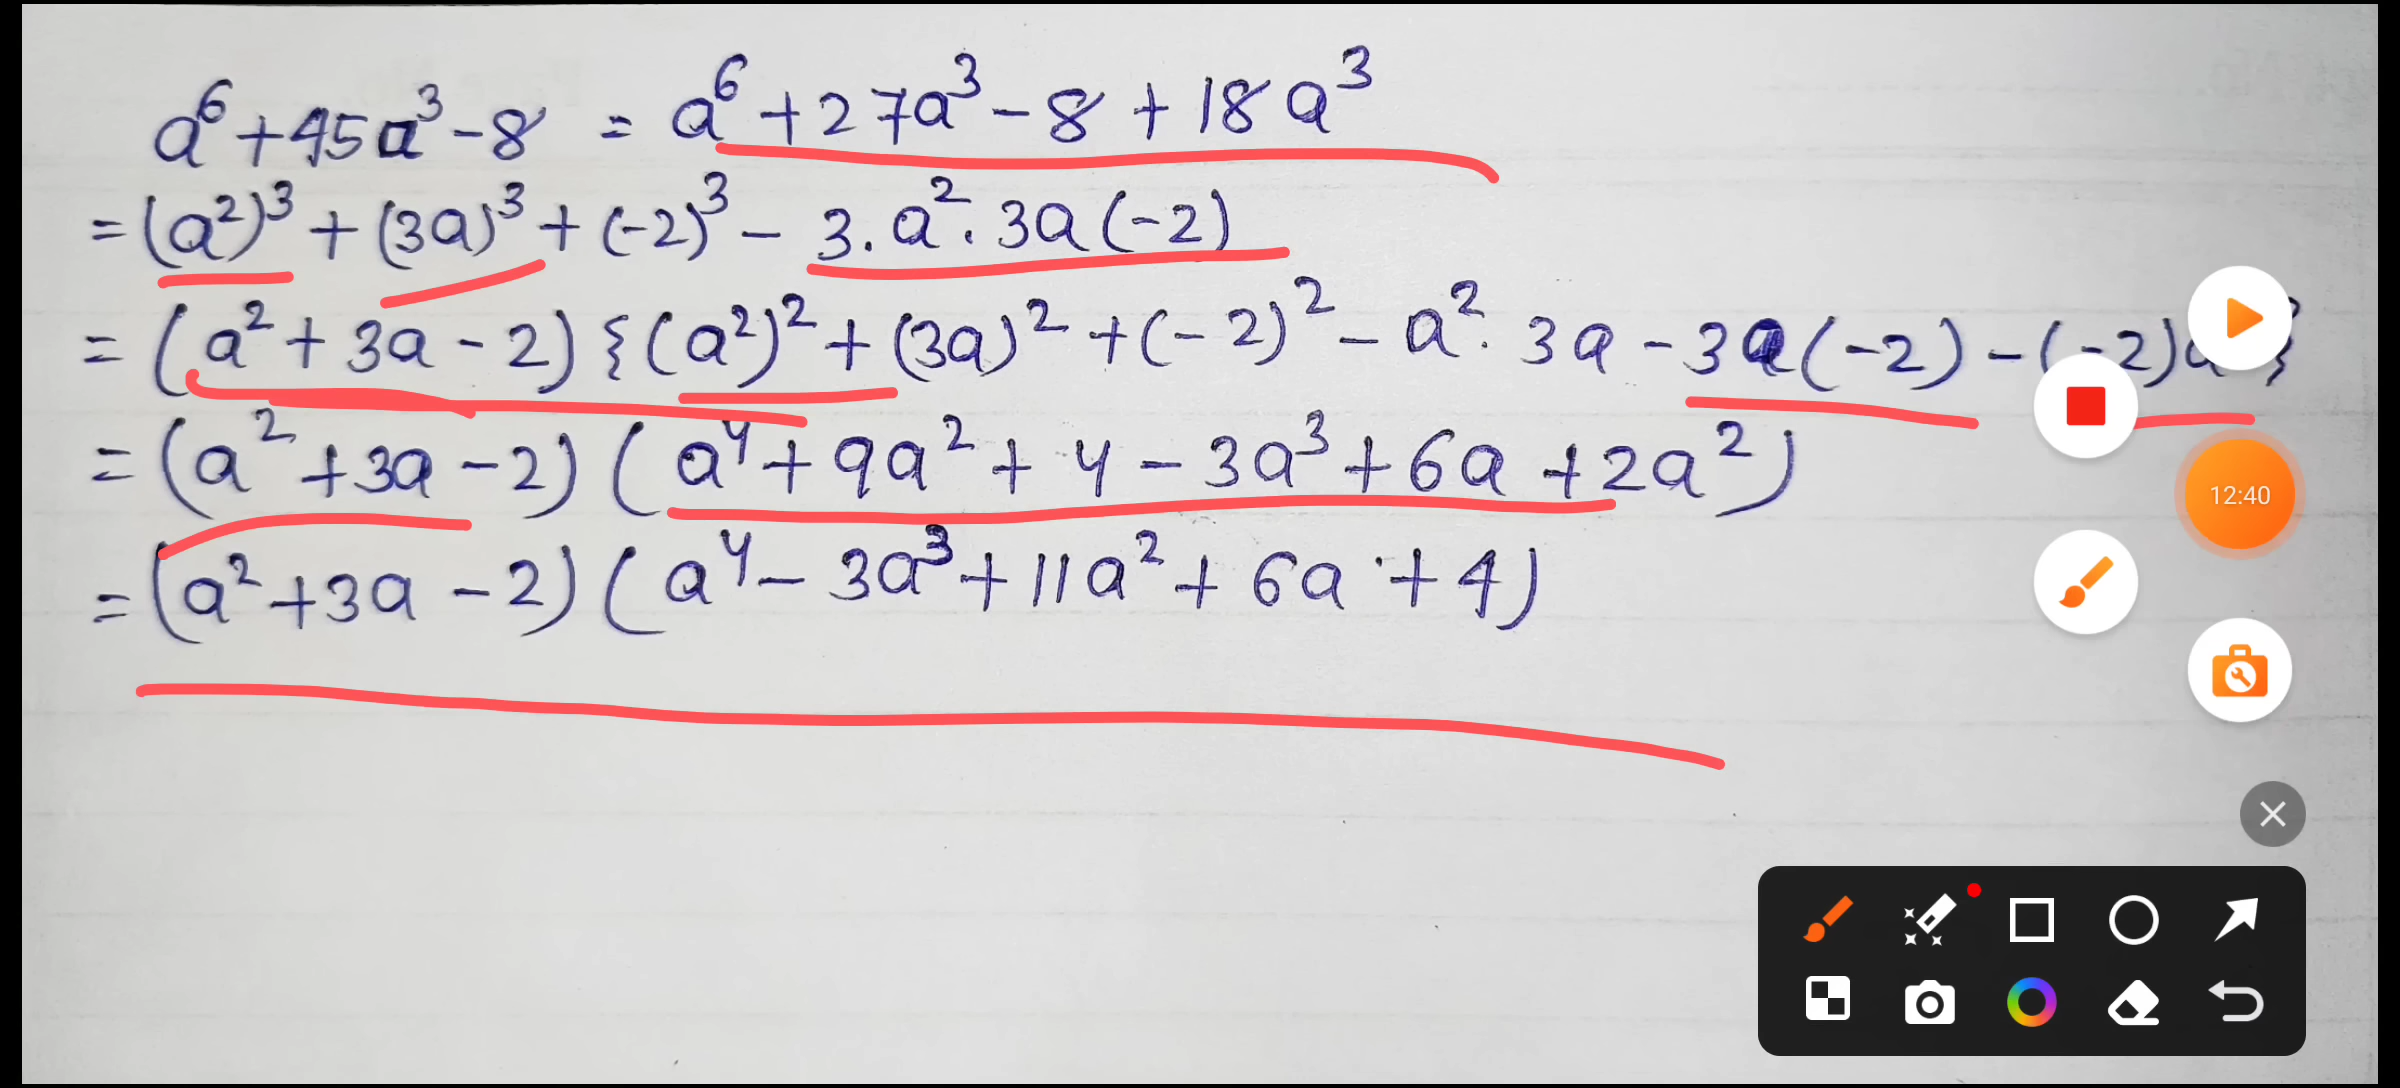 a⁶+45a³-8 = a⁶+27a³-8+18a³
=(a²)³+(3a)³+(-2)³-3.a².3a(-2)
=(a²+3a-2){(a²)²+(3a)²+(-2)²-a².3a-3a(-2)-(-2)a²}
=(a²+3a-2)(a⁴+9a²+4-3a³+6a+2a²)
=(a²+3a-2)(a⁴-3a³+11a²+6a+4)
12:40